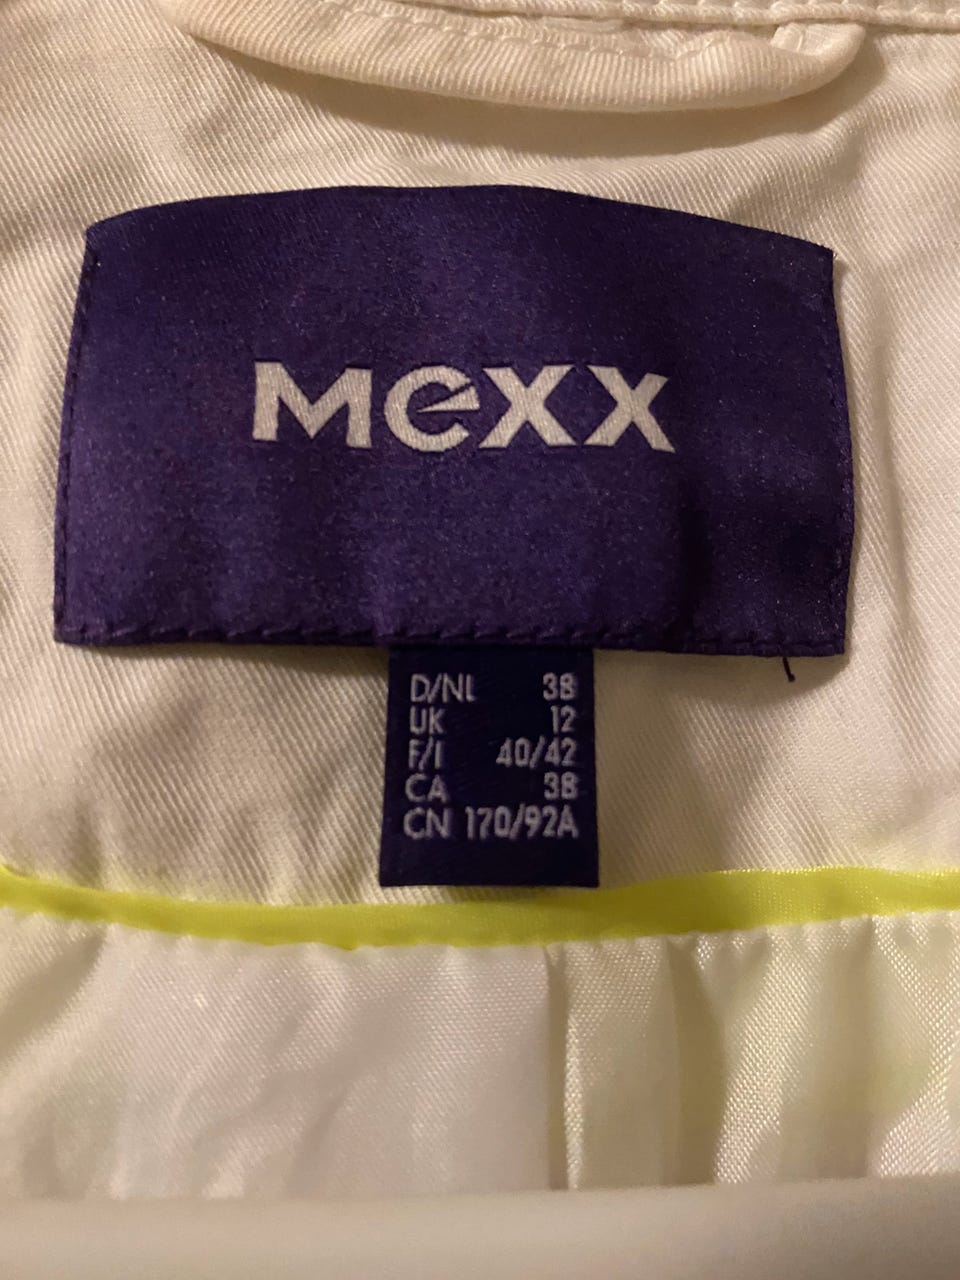 MeXX
D/NL 38
UK 12
F/I 40/42
CA 38
CN 170/92A